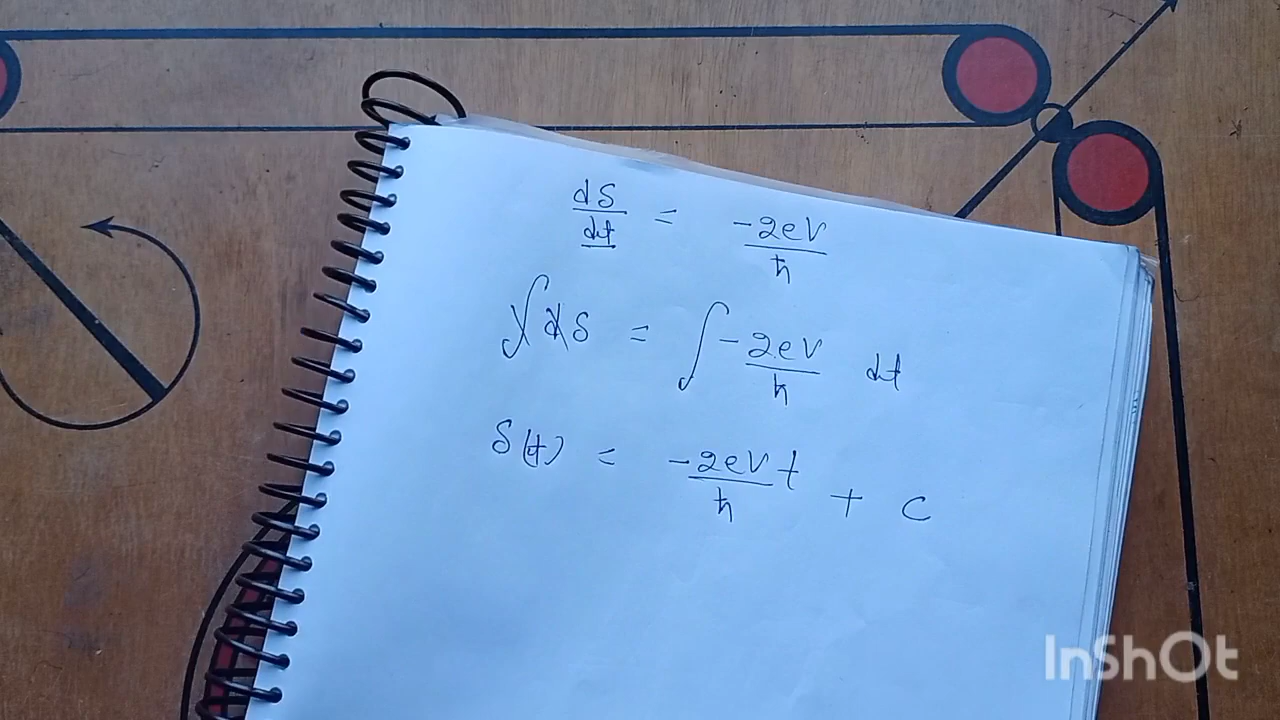 dδ/dt = -2eV/ħ
∫dδ = ∫ -2eV/ħ dt
δ(t) = -2eVt/ħ + c
InShOt